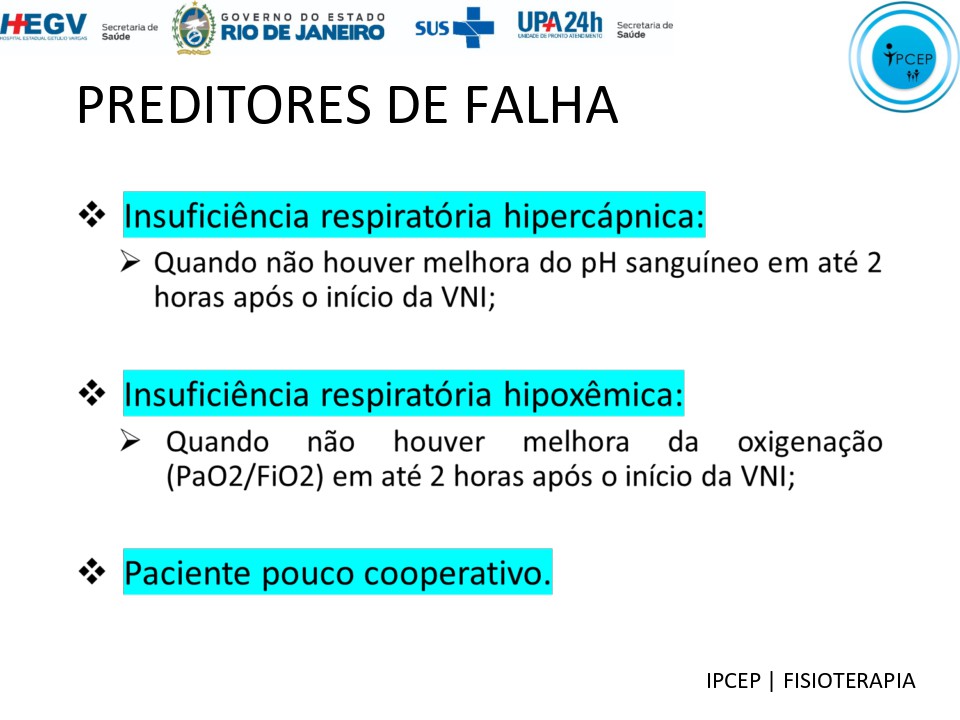 HEGV
HOSPITAL ESTADUAL GETÚLIO VARGAS
Secretaria de
Saúde
GOVERNO DO ESTADO
RIO DE JANEIRO
SUS
UPA24h
UNIDADE DE PRONTO ATENDIMENTO
Secretaria de
Saúde
IPCEP
PREDITORES DE FALHA
❖ Insuficiência respiratória hipercápnica:
➢ Quando não houver melhora do pH sanguíneo em até 2
horas após o início da VNI;
❖ Insuficiência respiratória hipoxêmica:
➢ Quando não houver melhora da oxigenação
(PaO2/FiO2) em até 2 horas após o início da VNI;
❖ Paciente pouco cooperativo.
IPCEP | FISIOTERAPIA